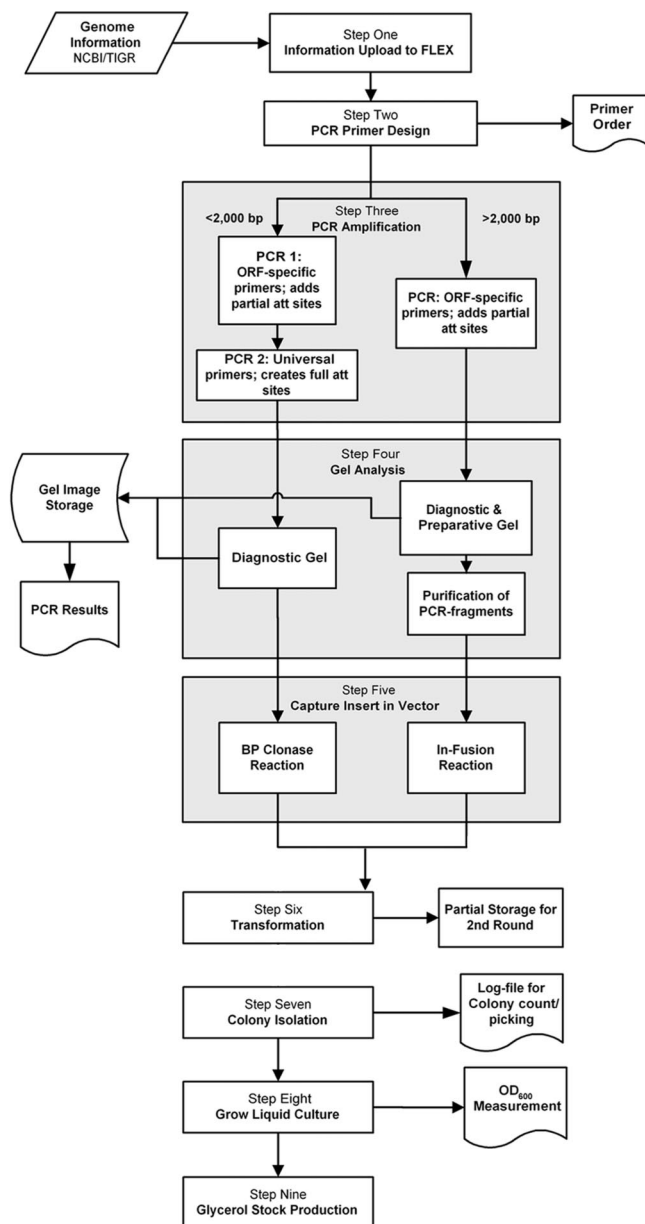 Genome
Information
NCBI/TIGR
Step One
Information Upload to FLEX
Step Two
PCR Primer Design
Primer
Order
Step Three
PCR Amplification
<2,000 bp
>2,000 bp
PCR 1:
ORF-specific
primers; adds
partial att sites
PCR: ORF-specific
primers; adds partial
att sites
PCR 2: Universal
primers; creates full att
sites
Step Four
Gel Analysis
Gel Image
Storage
Diagnostic &
Preparative Gel
Diagnostic Gel
PCR Results
Purification of
PCR-fragments
Step Five
Capture Insert in Vector
BP Clonase
Reaction
In-Fusion
Reaction
Step Six
Transformation
Partial Storage for
2nd Round
Step Seven
Colony Isolation
Log-file for
Colony count/
picking
Step Eight
Grow Liquid Culture
OD600
Measurement
Step Nine
Glycerol Stock Production